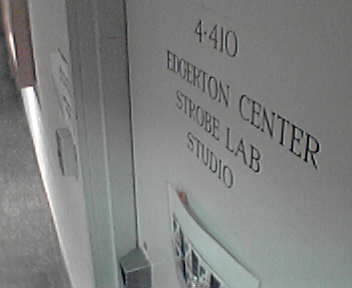 4-410
EDGERTON CENTER
STROBE LAB
STUDIO